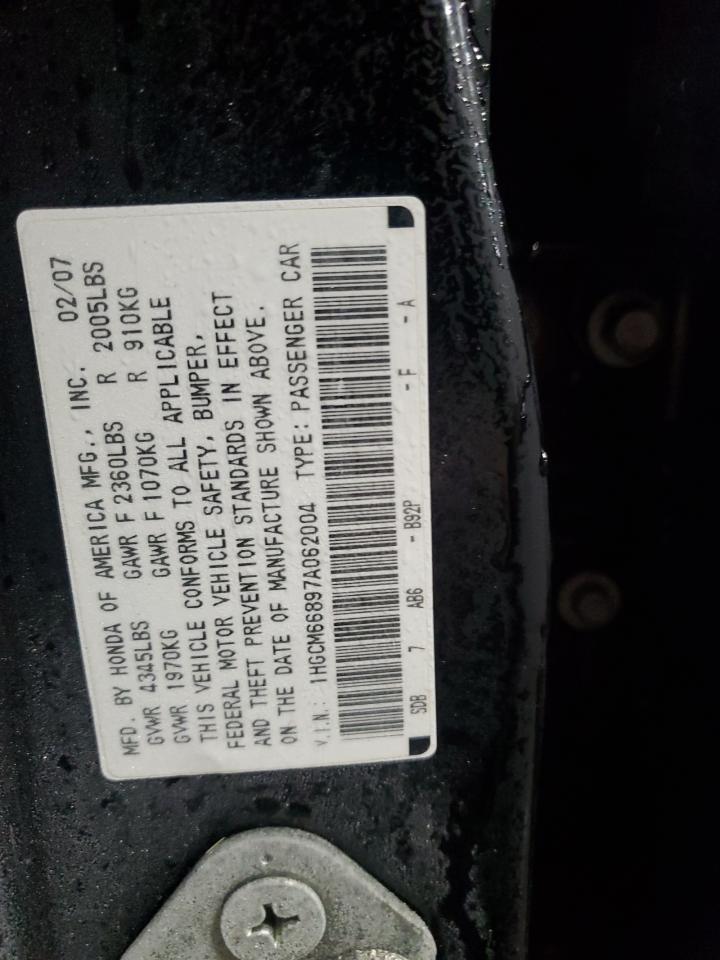 MFD. BY HONDA OF AMERICA MFG., INC. 02/07
GVWR 4345LBS GAWR F 2360LBS R 2005LBS
GVWR 1970KG GAWR F 1070KG R 910KG
THIS VEHICLE CONFORMS TO ALL APPLICABLE
FEDERAL MOTOR VEHICLE SAFETY, BUMPER,
AND THEFT PREVENTION STANDARDS IN EFFECT
ON THE DATE OF MANUFACTURE SHOWN ABOVE.
V.I.N.: 1HGCM66897A062004 TYPE: PASSENGER CAR
SDB 7 AB6 - B92P - F - A